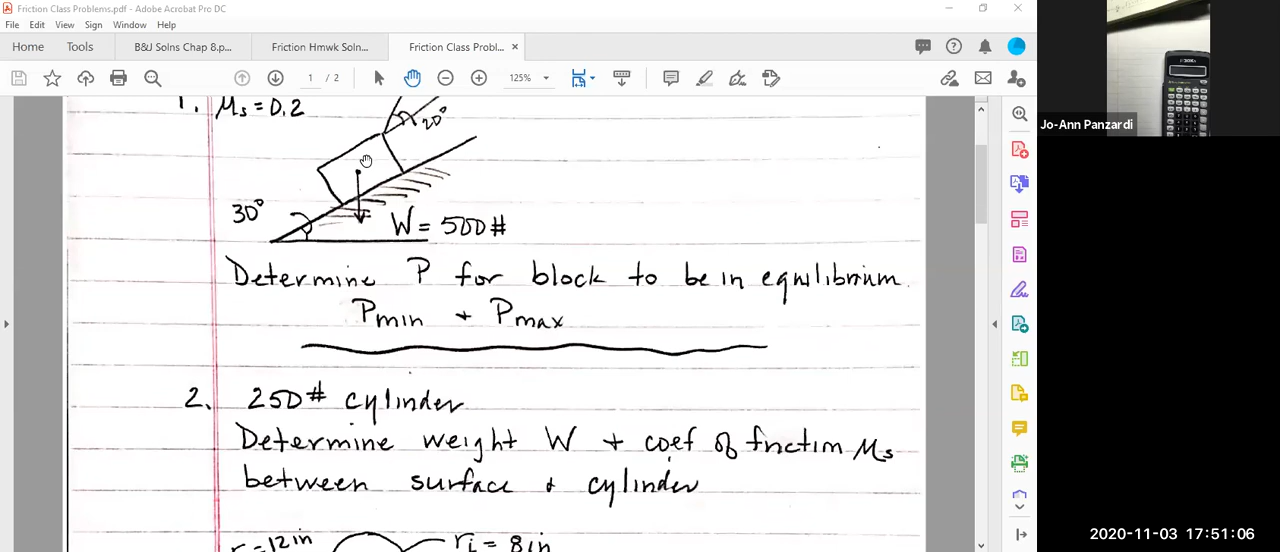 Friction Class Problems.pdf - Adobe Acrobat Pro DC
File Edit View Sign Window Help
Home Tools B&J Solns Chap 8.p... Friction Hmwk Soln... Friction Class Probl... ×
1 / 2 125%
1. μs = 0.2
20°
30°
W = 500#
Determine P for block to be in equilibrium.
Pmin + Pmax
2. 250# cylinder
Determine weight W + coef of friction μs
between surface + cylinder
ri = 8in
Jo-Ann Panzardi
2020-11-03 17:51:06